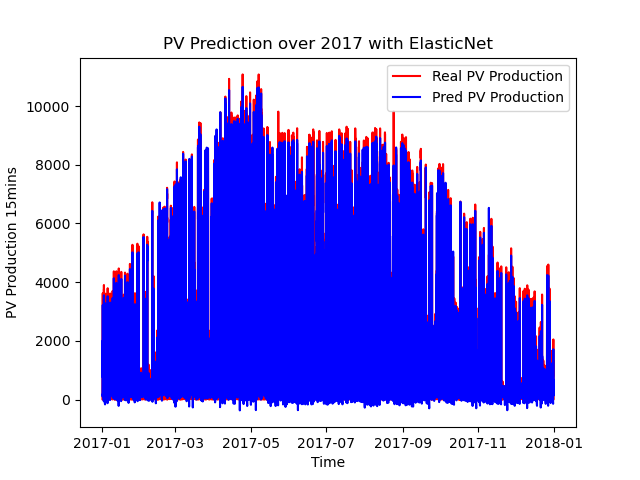 PV Prediction over 2017 with ElasticNet
Real PV Production
Pred PV Production
10000
8000
6000
4000
2000
0
PV Production 15mins
2017-01 2017-03 2017-05 2017-07 2017-09 2017-11 2018-01
Time